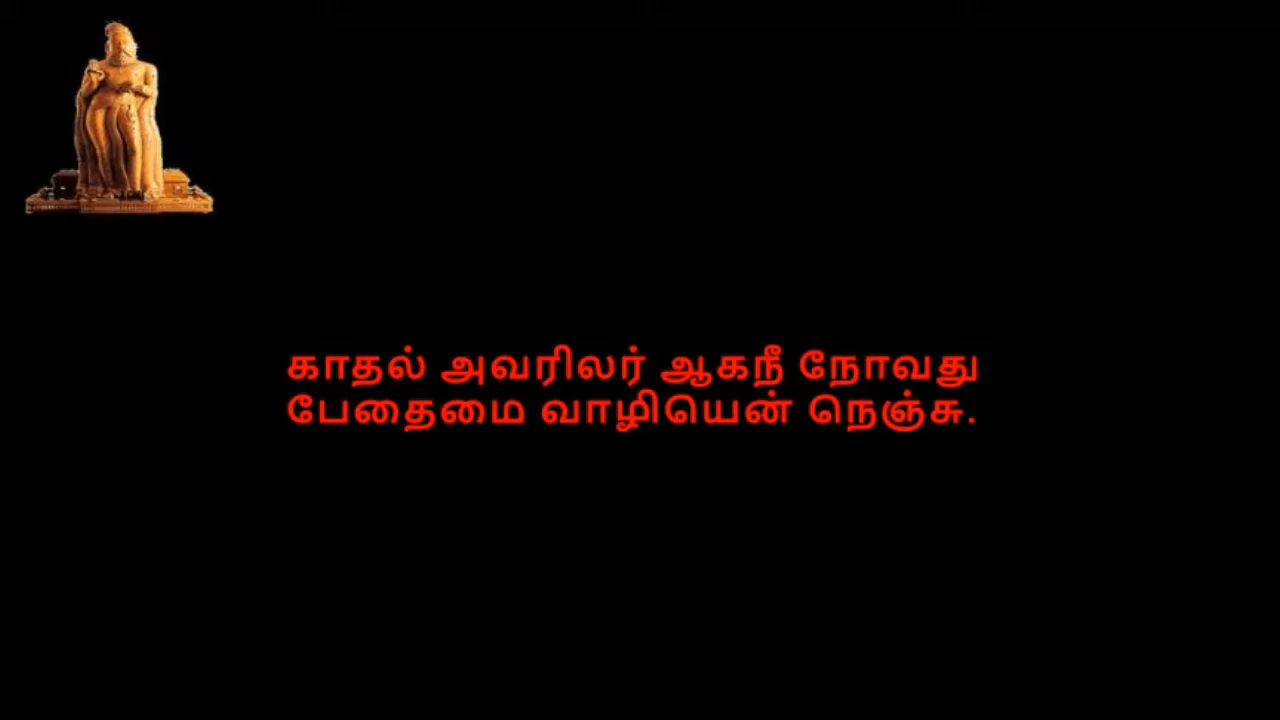 காதல் அவரிலர் ஆகநீ நோவது
பேதைமை வாழியென் நெஞ்சு.